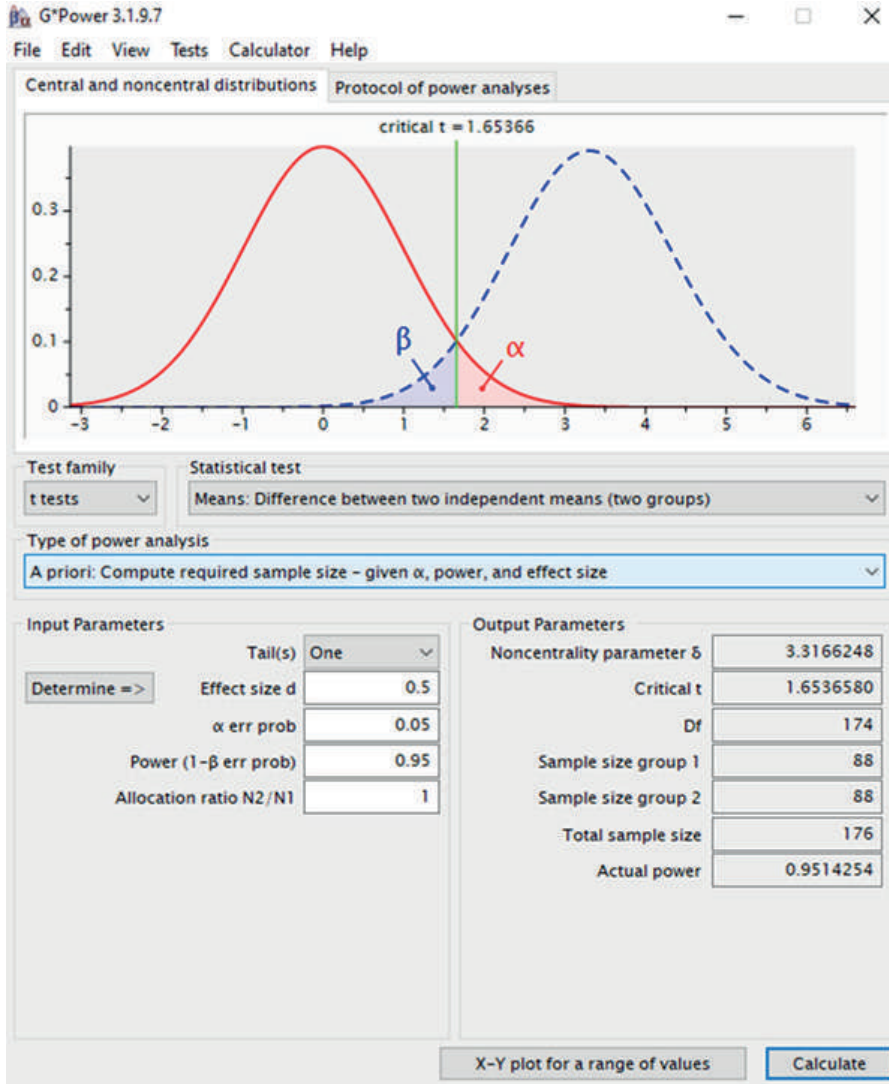 βα G*Power 3.1.9.7
File Edit View Tests Calculator Help
Central and noncentral distributions Protocol of power analyses
critical t = 1.65366
0.3
0.2
0.1
0
β α
-3 -2 -1 0 1 2 3 4 5 6
Test family Statistical test
t tests Means: Difference between two independent means (two groups)
Type of power analysis
A priori: Compute required sample size – given α, power, and effect size
Input Parameters
Tail(s) One
Determine => Effect size d 0.5
α err prob 0.05
Power (1-β err prob) 0.95
Allocation ratio N2/N1 1
Output Parameters
Noncentrality parameter δ 3.3166248
Critical t 1.6536580
Df 174
Sample size group 1 88
Sample size group 2 88
Total sample size 176
Actual power 0.9514254
X-Y plot for a range of values Calculate